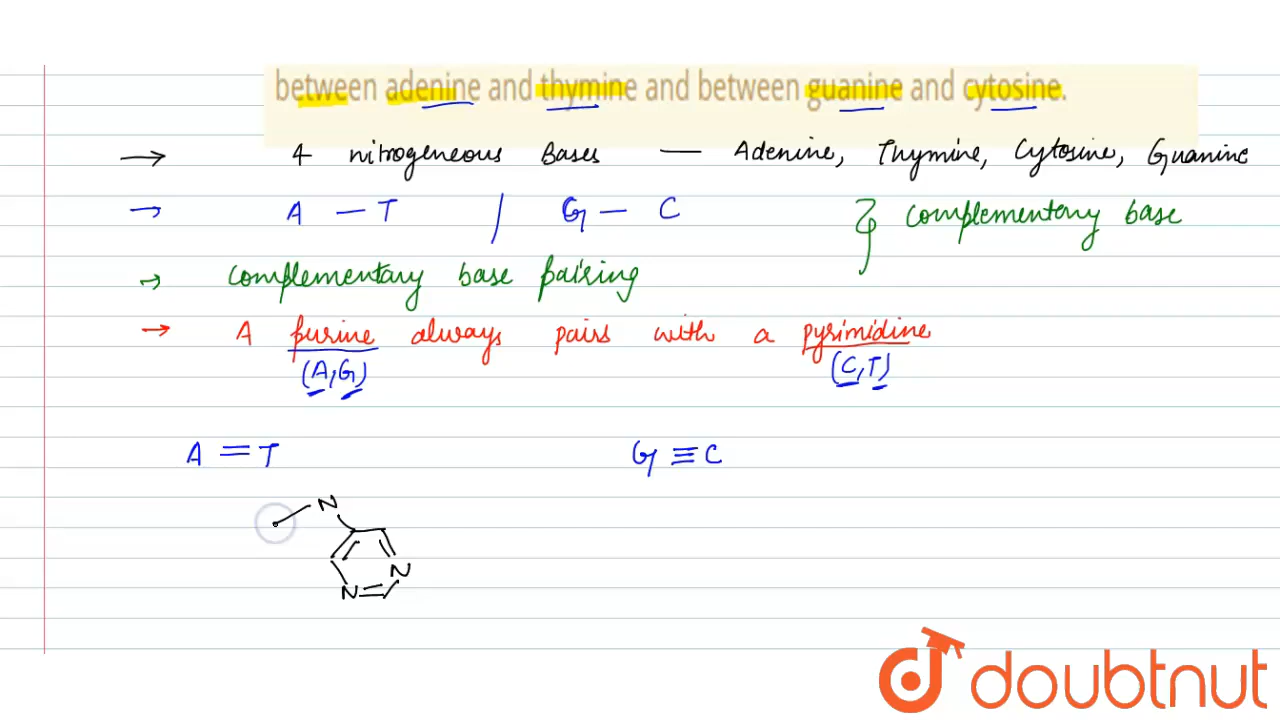 between adenine and thymine and between guanine and cytosine.
→ 4 nitrogeneous Bases — Adenine, Thymine, Cytosine, Guanine
→ A — T / G — C } complementary base
→ complementary base pairing
→ A purine always pairs with a pyrimidine
(A,G) (C,T)
A = T G ≡ C
N
N
N
doubtnut